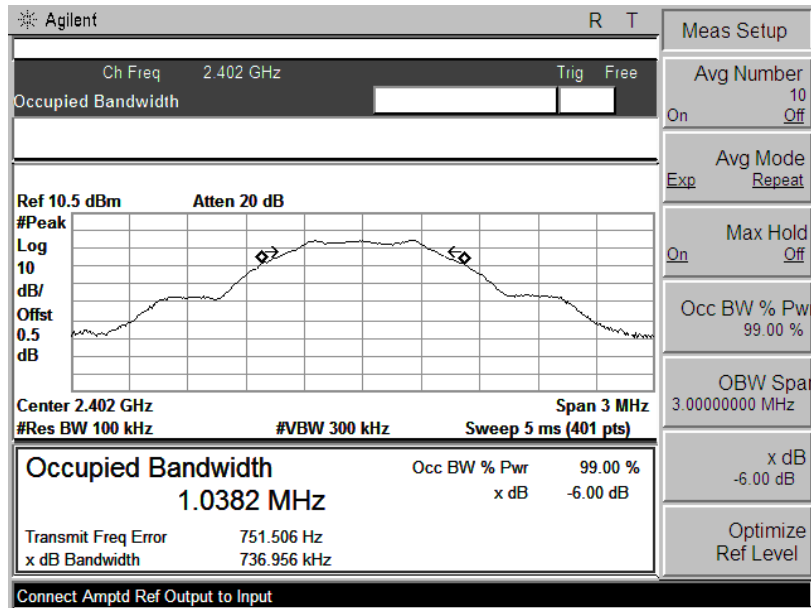 Agilent R T
Ch Freq 2.402 GHz Trig Free
Occupied Bandwidth
Ref 10.5 dBm Atten 20 dB
#Peak
Log
10
dB/
Offst
0.5
dB
Center 2.402 GHz Span 3 MHz
#Res BW 100 kHz #VBW 300 kHz Sweep 5 ms (401 pts)
Occupied Bandwidth Occ BW % Pwr 99.00 %
1.0382 MHz x dB -6.00 dB
Transmit Freq Error 751.506 Hz
x dB Bandwidth 736.956 kHz
Connect Amptd Ref Output to Input
Meas Setup
Avg Number
10
On Off
Avg Mode
Exp Repeat
Max Hold
On Off
Occ BW % Pwr
99.00 %
OBW Span
3.00000000 MHz
x dB
-6.00 dB
Optimize
Ref Level